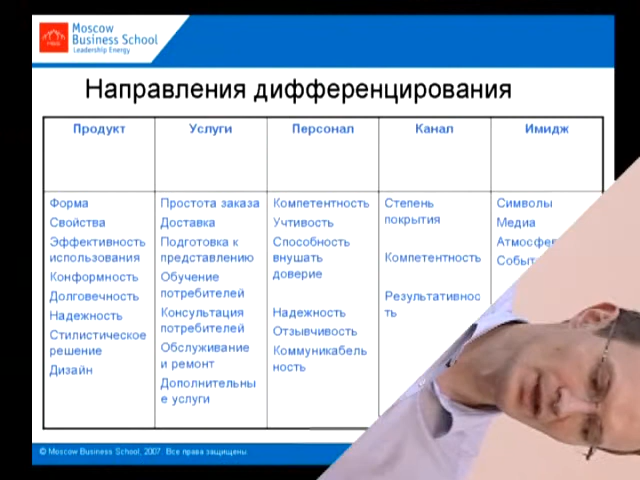 Moscow
Business School
Leadership Energy
Направления дифференцирования
Продукт
Услуги
Персонал
Канал
Имидж
Форма
Свойства
Эффективность
использования
Конформность
Долговечность
Надежность
Стилистическое
решение
Дизайн
Простота заказа
Доставка
Подготовка к
представлению
Обучение
потребителей
Консультация
потребителей
Обслуживание
и ремонт
Дополнительны
е услуги
Компетентность
Учтивость
Способность
внушать
доверие
Надежность
Отзывчивость
Коммуникабель
ность
Степень
покрытия
Компетентность
Результативнос
ть
Символы
Медиа
© Moscow Business School, 2007. Все права защищены